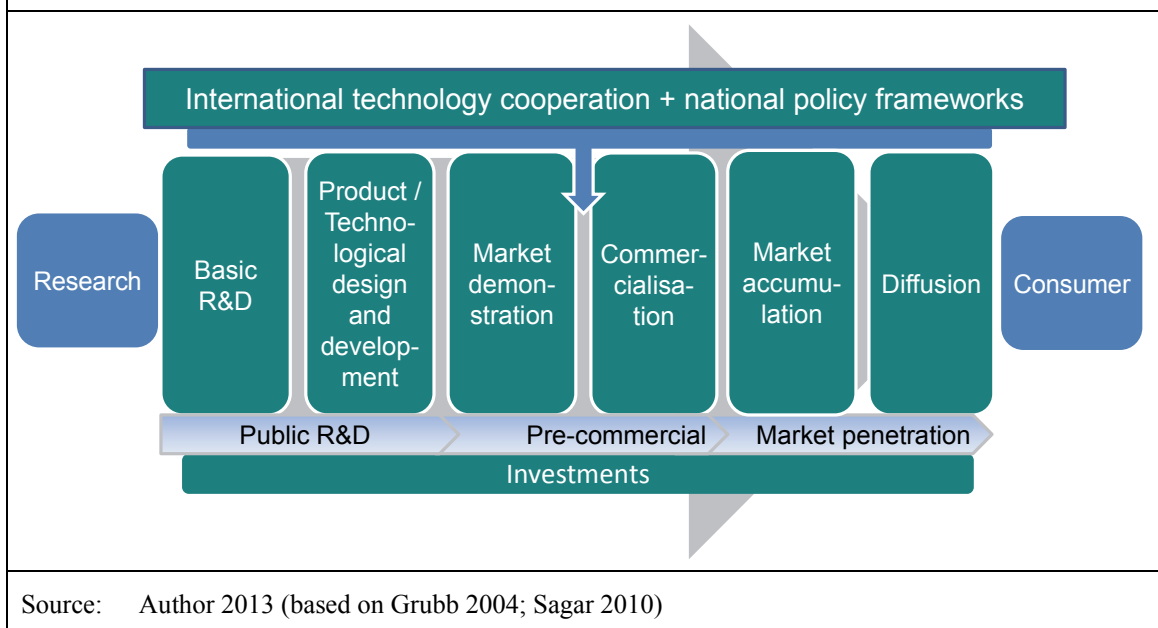 International technology cooperation + national policy frameworks
Research
Basic
R&D
Product /
Techno-
logical
design
and
develop-
ment
Market
demon-
stration
Commer-
cialisa-
tion
Market
accumu-
lation
Diffusion
Consumer
Public R&D
Pre-commercial
Market penetration
Investments
Source: Author 2013 (based on Grubb 2004; Sagar 2010)